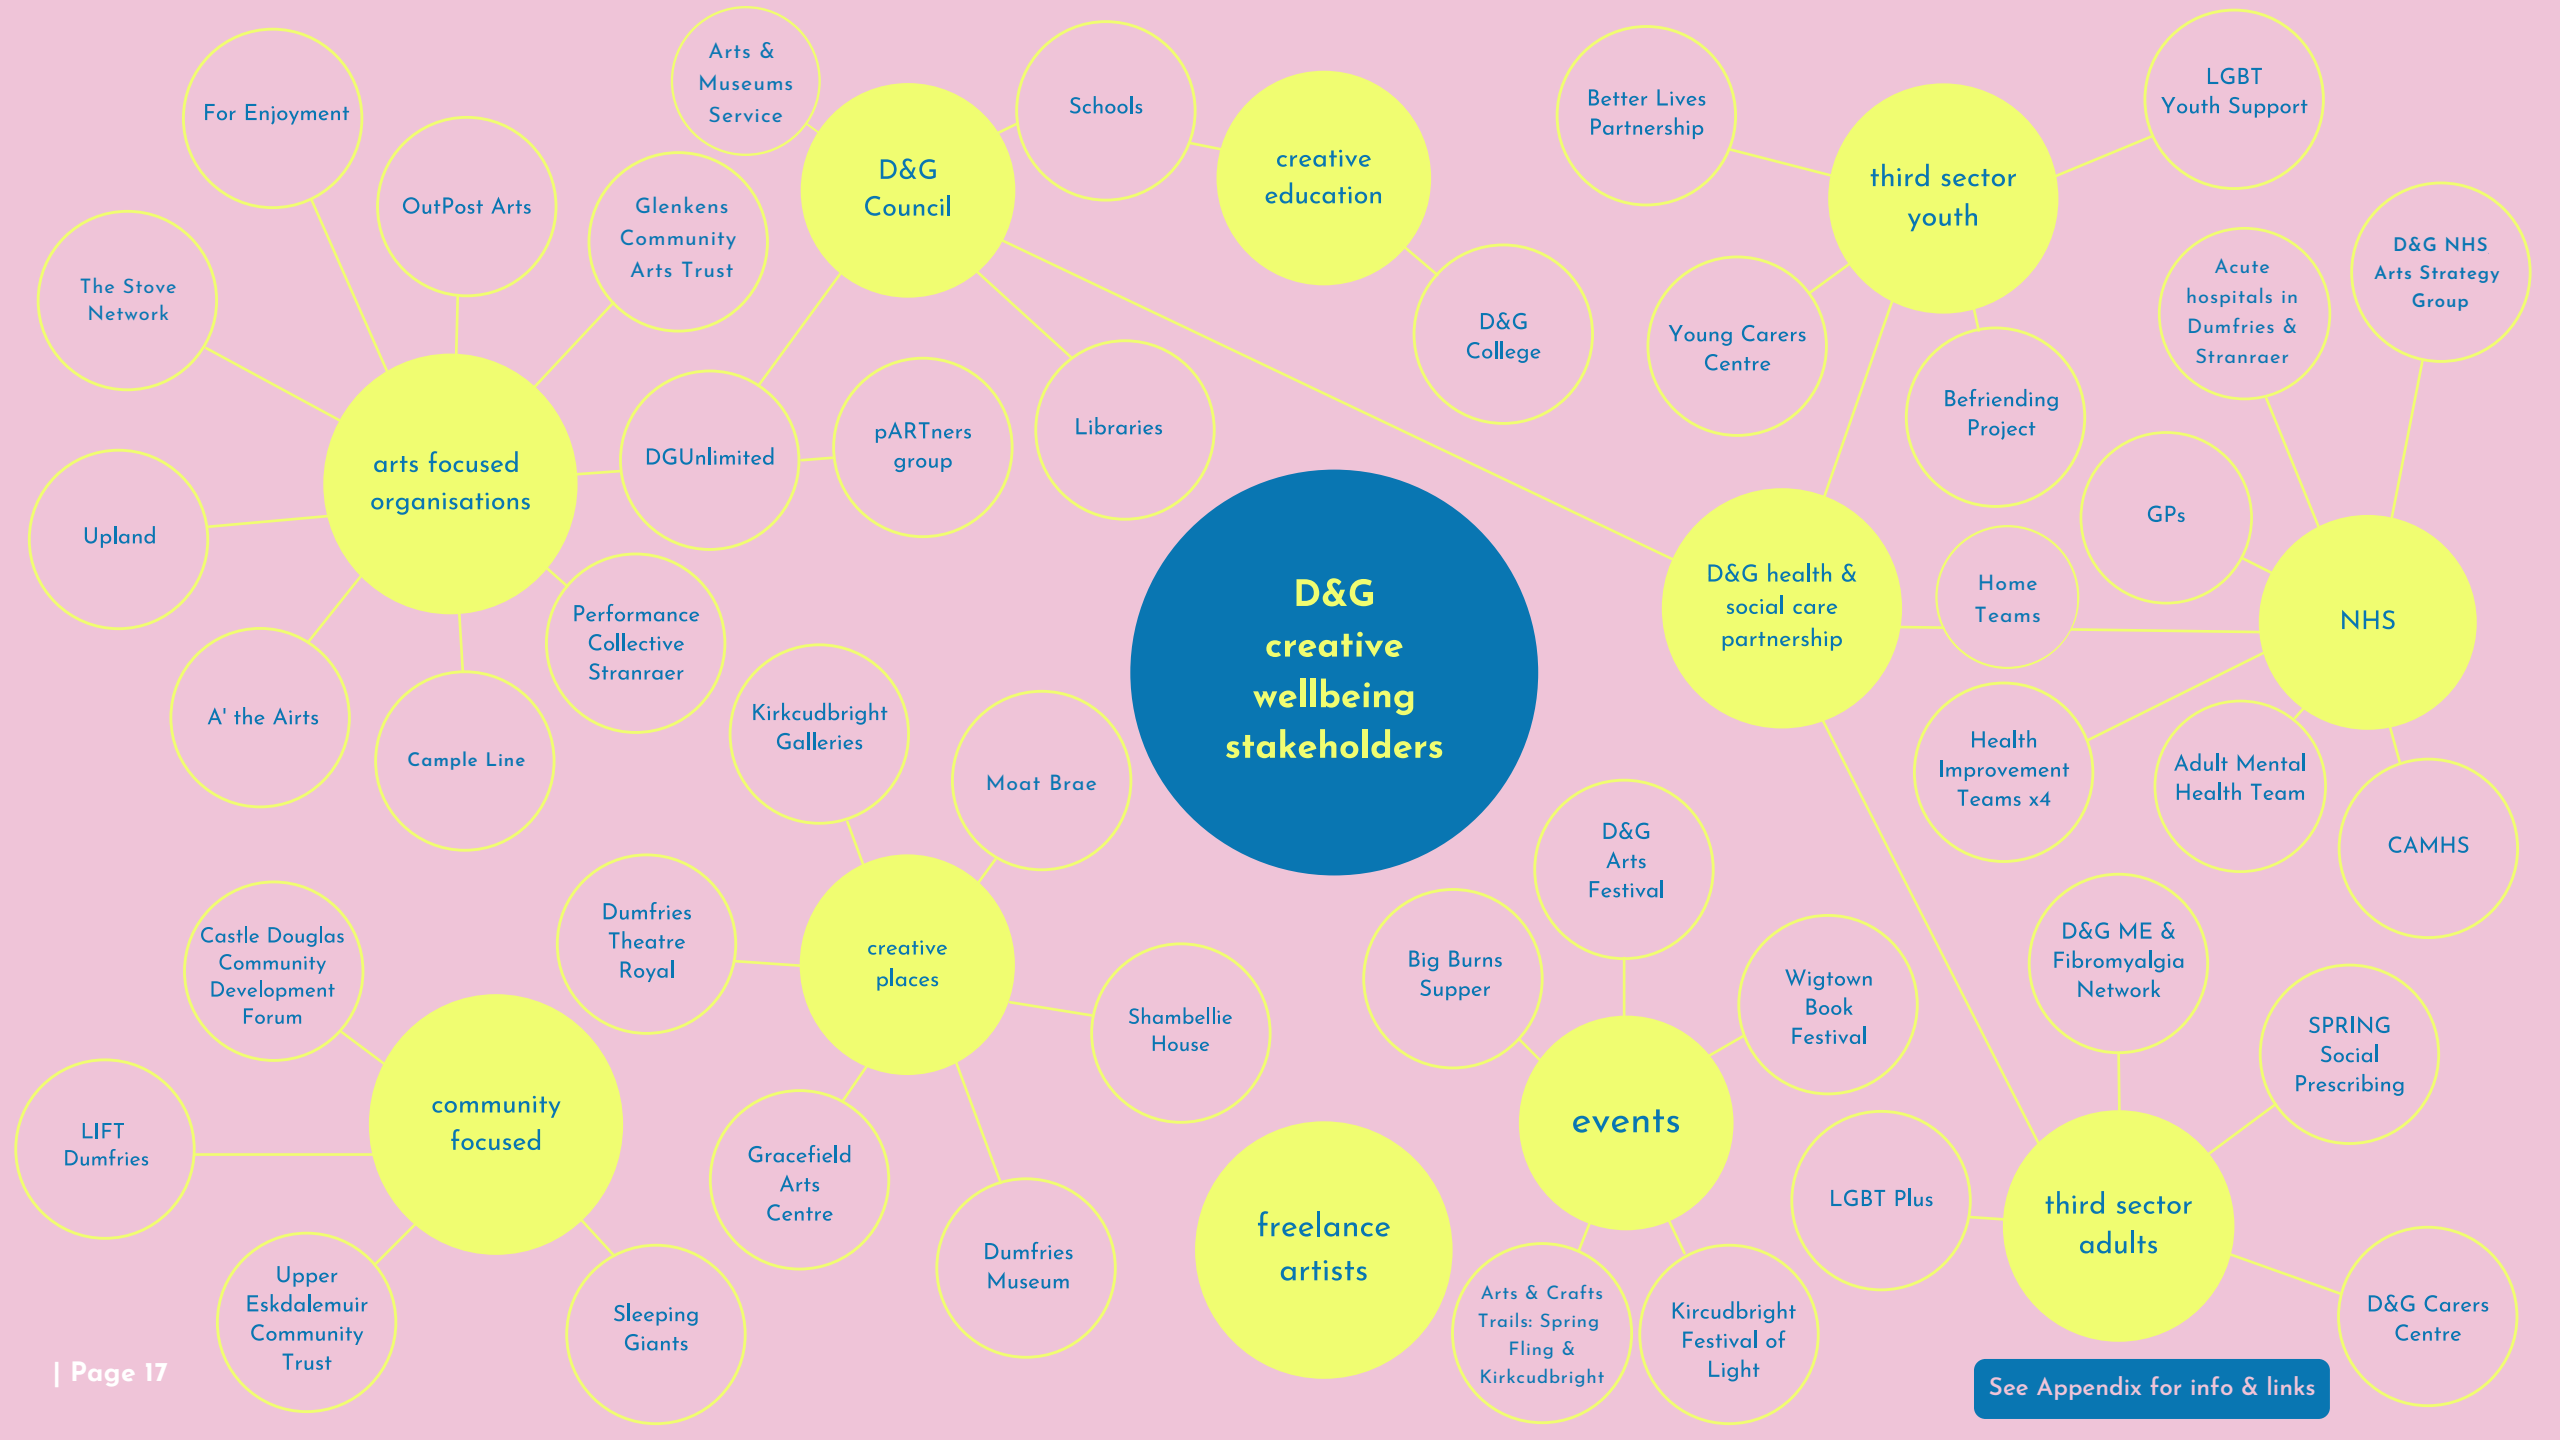 For Enjoyment
OutPost Arts
The Stove
Network
Glenkens
Community
Arts Trust
Arts &
Museums
Service
D&G
Council
Schools
creative
education
D&G
College
arts focused
organisations
DGUnlimited
pARTners
group
Libraries
Upland
A' the Airts
Cample Line
Performance
Collective
Stranraer
Better Lives
Partnership
third sector
youth
LGBT
Youth Support
Young Carers
Centre
Befriending
Project
Acute
hospitals in
Dumfries &
Stranraer
D&G NHS
Arts Strategy
Group
GPs
D&G health &
social care
partnership
Home
Teams
NHS
Health
Improvement
Teams x4
Adult Mental
Health Team
CAMHS
D&G
creative
wellbeing
stakeholders
Kirkcudbright
Galleries
Moat Brae
Dumfries
Theatre
Royal
creative
places
Shambellie
House
Gracefield
Arts
Centre
Dumfries
Museum
Castle Douglas
Community
Development
Forum
LIFT
Dumfries
community
focused
Upper
Eskdalemuir
Community
Trust
Sleeping
Giants
freelance
artists
D&G
Arts
Festival
Big Burns
Supper
Wigtown
Book
Festival
events
Arts & Crafts
Trails: Spring
Fling &
Kirkcudbright
Kircudbright
Festival of
Light
D&G ME &
Fibromyalgia
Network
SPRING
Social
Prescribing
LGBT Plus
third sector
adults
D&G Carers
Centre
| Page 17
See Appendix for info & links